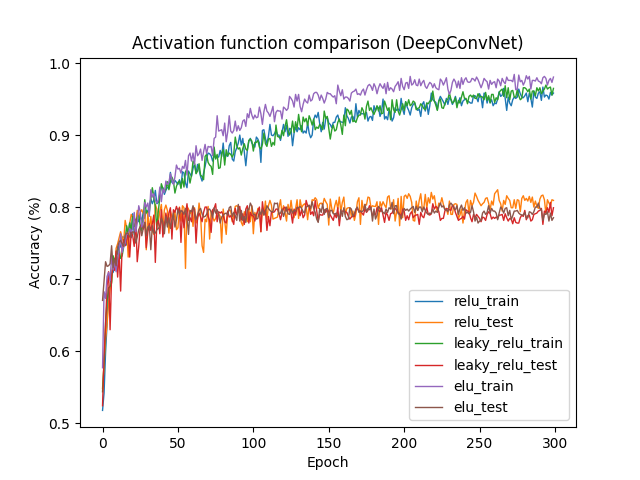 Activation function comparison (DeepConvNet)
1.0
0.9
0.8
0.7
0.6
0.5
Accuracy (%)
relu_train
relu_test
leaky_relu_train
leaky_relu_test
elu_train
elu_test
0 50 100 150 200 250 300
Epoch